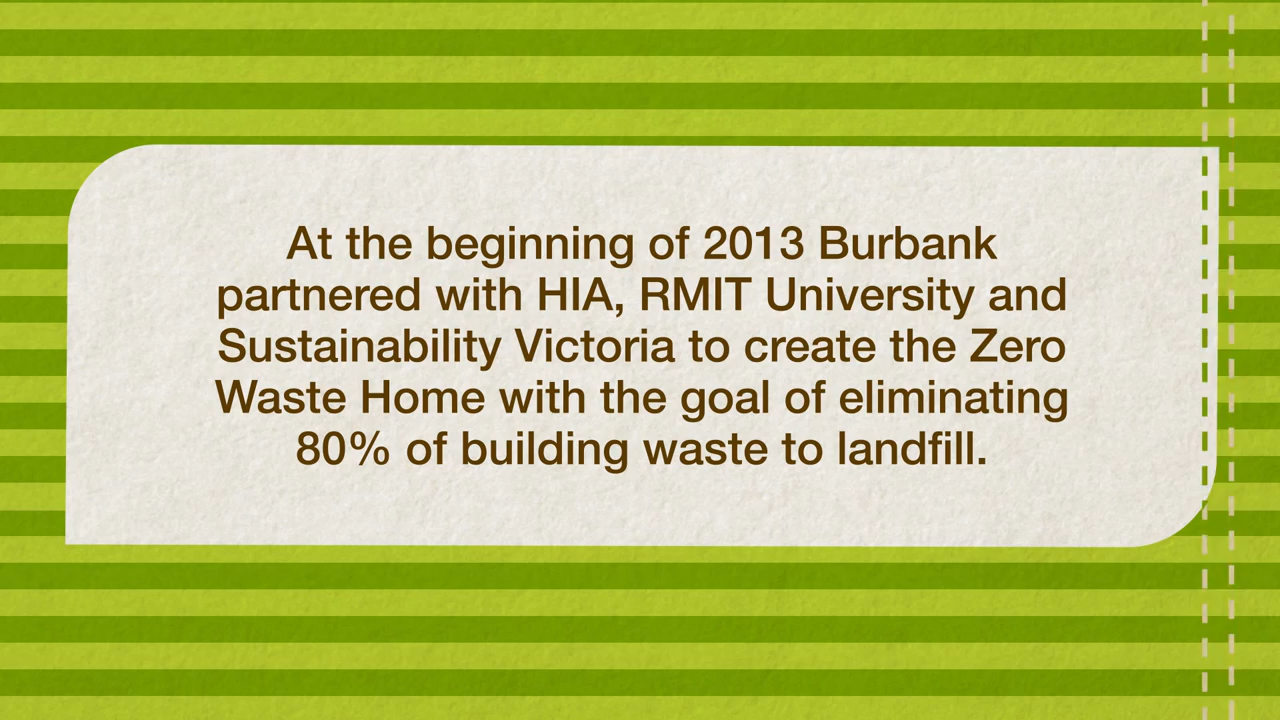 At the beginning of 2013 Burbank
partnered with HIA, RMIT University and
Sustainability Victoria to create the Zero
Waste Home with the goal of eliminating
80% of building waste to landfill.